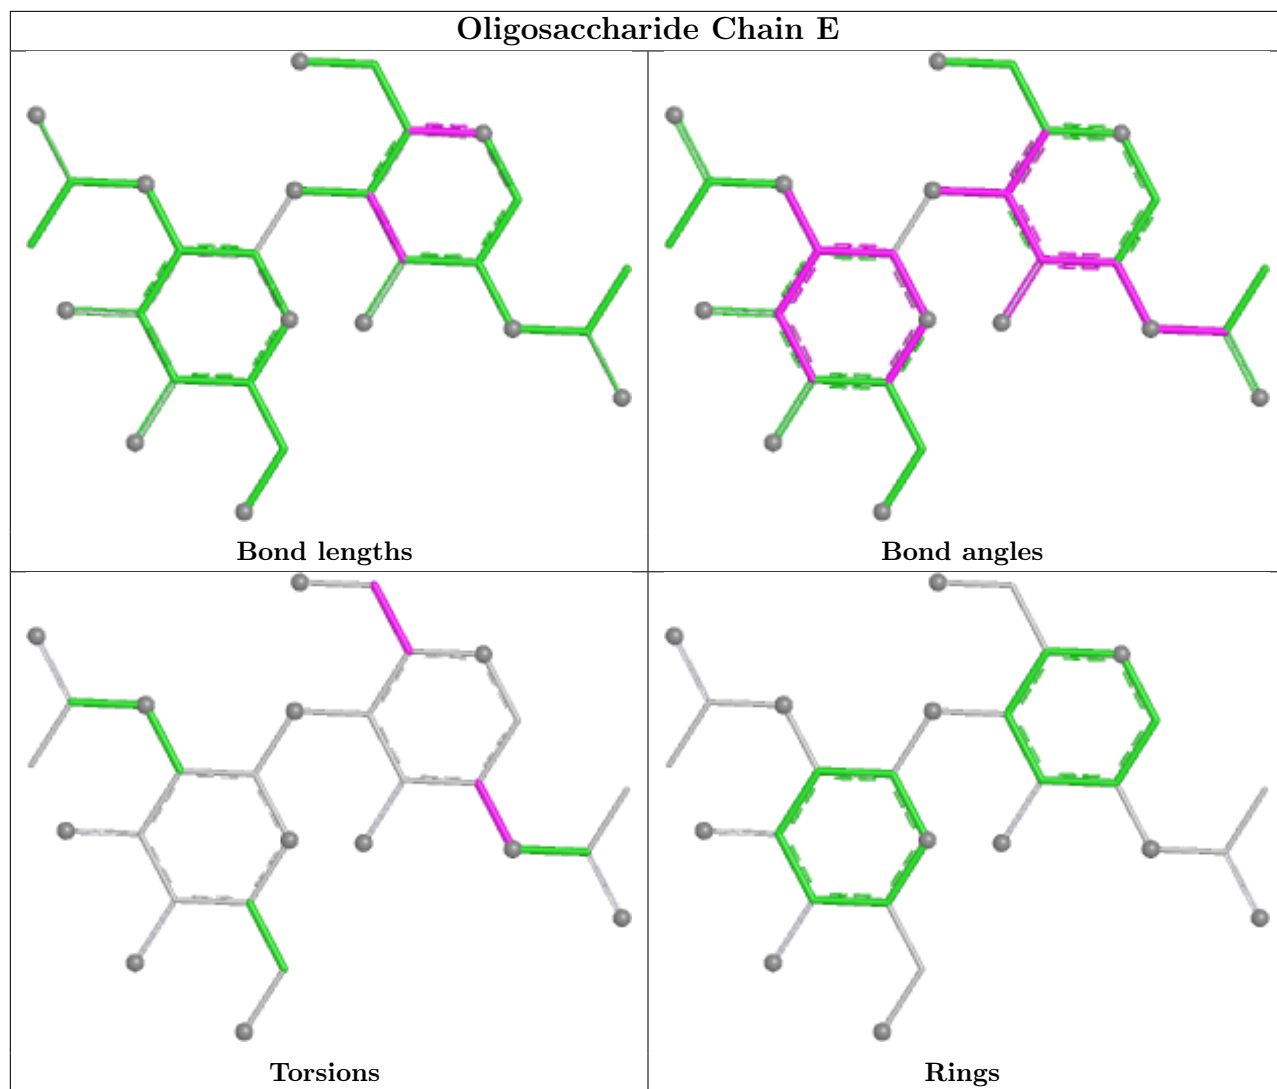 Oligosaccharide Chain E
Bond lengths
Bond angles
Torsions
Rings